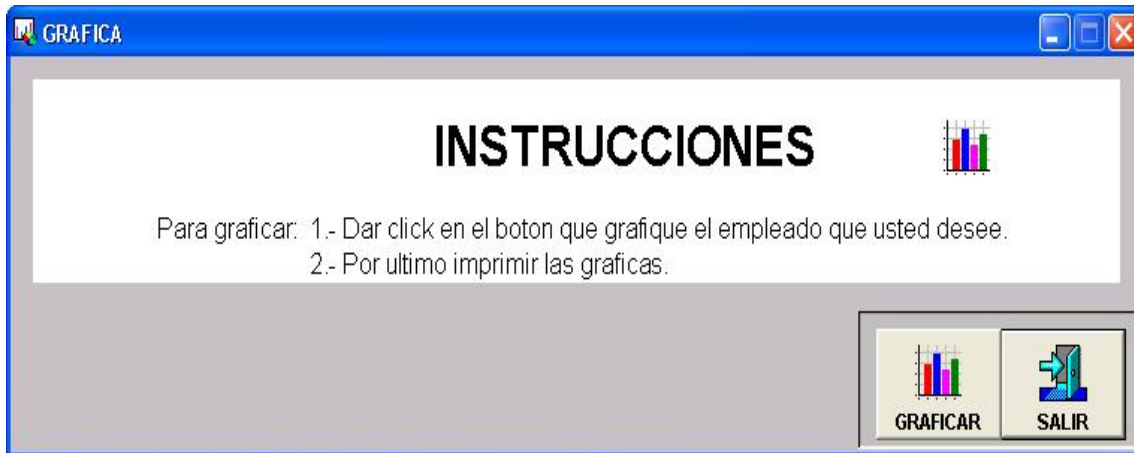 GRAFICA
INSTRUCCIONES
Para graficar: 1.- Dar click en el boton que grafique el empleado que usted desee.
2.- Por ultimo imprimir las graficas.
GRAFICAR SALIR